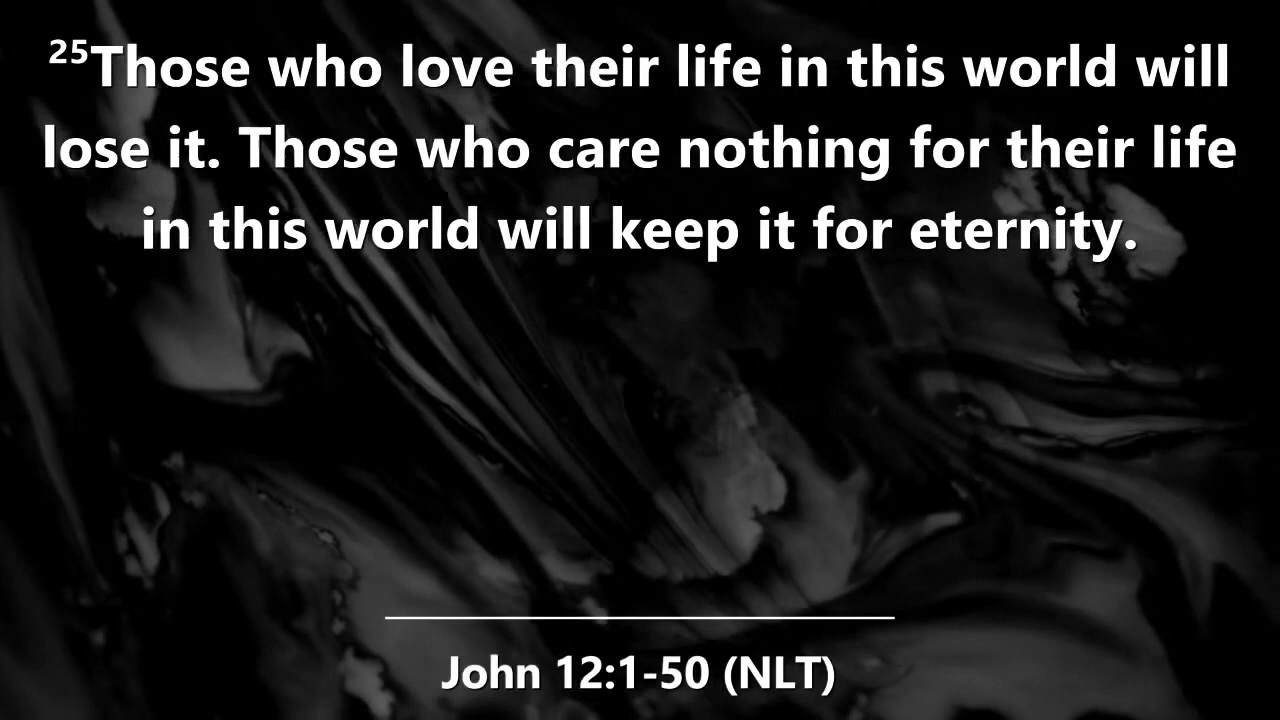 25Those who love their life in this world will
lose it. Those who care nothing for their life
in this world will keep it for eternity.
John 12:1-50 (NLT)